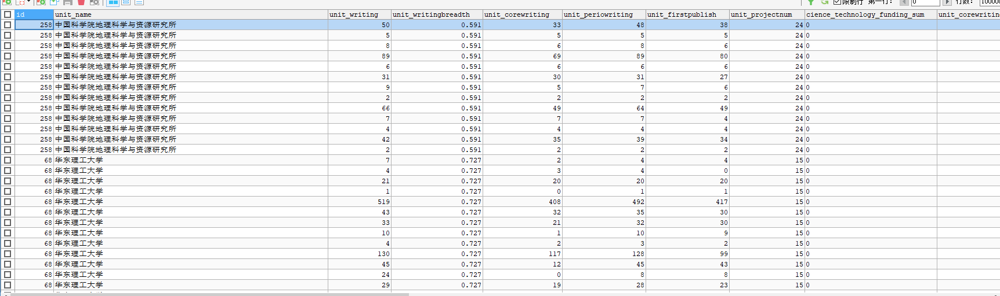 限制行 第一行: 0 行数: 100000
id unit_name unit_writing unit_writingbreadth unit_corewriting unit_periowriting unit_firstpublish unit_projectnum cience_technology_funding_sum unit_corewriting
258 中国科学院地理科学与资源研究所 50 0.591 33 48 38 24 0
258 中国科学院地理科学与资源研究所 5 0.591 5 5 5 24 0
258 中国科学院地理科学与资源研究所 8 0.591 6 8 6 24 0
258 中国科学院地理科学与资源研究所 89 0.591 69 89 80 24 0
258 中国科学院地理科学与资源研究所 6 0.591 6 6 6 24 0
258 中国科学院地理科学与资源研究所 31 0.591 30 31 27 24 0
258 中国科学院地理科学与资源研究所 9 0.591 5 7 6 24 0
258 中国科学院地理科学与资源研究所 2 0.591 2 2 2 24 0
258 中国科学院地理科学与资源研究所 66 0.591 49 64 49 24 0
258 中国科学院地理科学与资源研究所 7 0.591 7 7 4 24 0
258 中国科学院地理科学与资源研究所 4 0.591 4 4 4 24 0
258 中国科学院地理科学与资源研究所 42 0.591 35 39 34 24 0
258 中国科学院地理科学与资源研究所 2 0.591 2 2 2 24 0
68 华东理工大学 7 0.727 2 4 4 15 0
68 华东理工大学 4 0.727 3 4 0 15 0
68 华东理工大学 21 0.727 20 20 20 15 0
68 华东理工大学 1 0.727 0 1 1 15 0
68 华东理工大学 519 0.727 408 492 417 15 0
68 华东理工大学 43 0.727 32 35 30 15 0
68 华东理工大学 33 0.727 21 32 30 15 0
68 华东理工大学 10 0.727 1 10 9 15 0
68 华东理工大学 4 0.727 2 3 2 15 0
68 华东理工大学 130 0.727 117 128 99 15 0
68 华东理工大学 45 0.727 12 45 43 15 0
68 华东理工大学 24 0.727 0 8 8 15 0
68 华东理工大学 29 0.727 19 28 23 15 0